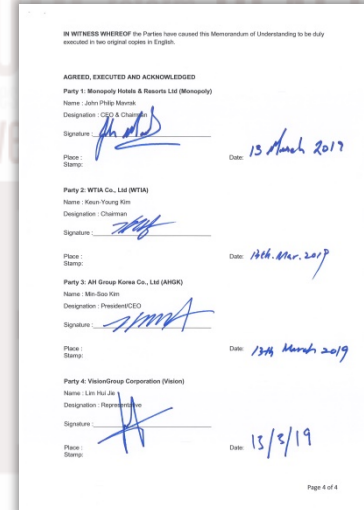 IN WITNESS WHEREOF the Parties have caused this Memorandum of Understanding to be duly
executed in two original copies in English.
AGREED, EXECUTED AND ACKNOWLEDGED
Party 1: Monopoly Hotels & Resorts Ltd (Monopoly)
Name : John Philip Mavrak
Designation : CEO & Chairman
Signature :
Place :
Date: 13 March 2019
Stamp:
Party 2: WTIA Co., Ltd (WTIA)
Name : Keun-Young Kim
Designation : Chairman
Signature :
Place :
Date: Mar. 2019
Stamp:
Party 3: AH Group Korea Co., Ltd (AHGK)
Name : Min-Soo Kim
Designation : President/CEO
Signature :
Place :
Date: 13th March 2019
Stamp:
Party 4: VisionGroup Corporation (Vision)
Name : Lim Hui Jie
Designation : Representative
Signature :
Place :
Date: 13/3/19
Stamp:
Page 4 of 4